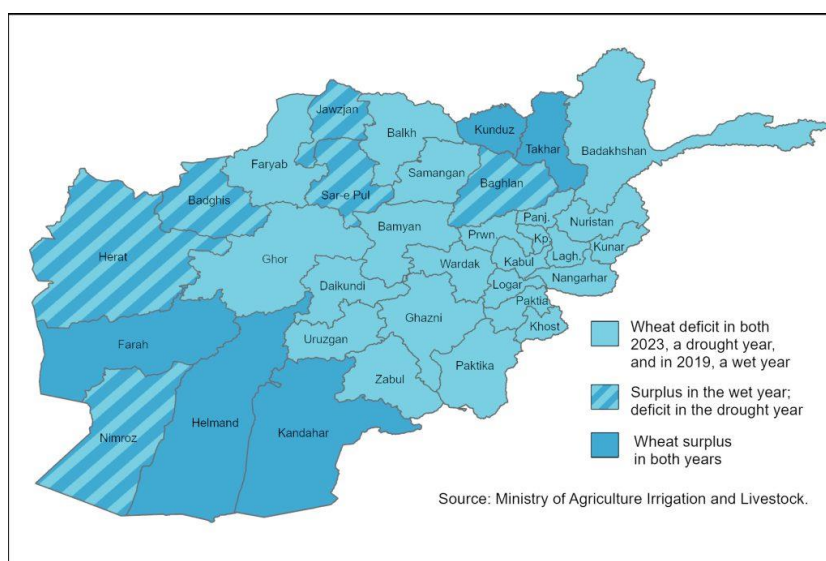 Jawzjan
Balkh
Kunduz
Takhar
Badakhshan
Faryab
Samangan
Baghlan
Sar-e Pul
Badghis
Panj.
Nuristan
Bamyan
Prwn.
Kp.
Kunar
Herat
Ghor
Wardak
Kabul
Lagh.
Nangarhar
Daikundi
Logar
Paktia
Ghazni
Khost
Farah
Uruzgan
Zabul
Paktika
Nimroz
Helmand
Kandahar
Wheat deficit in both
2023, a drought year,
and in 2019, a wet year
Surplus in the wet year;
deficit in the drought year
Wheat surplus
in both years
Source: Ministry of Agriculture Irrigation and Livestock.